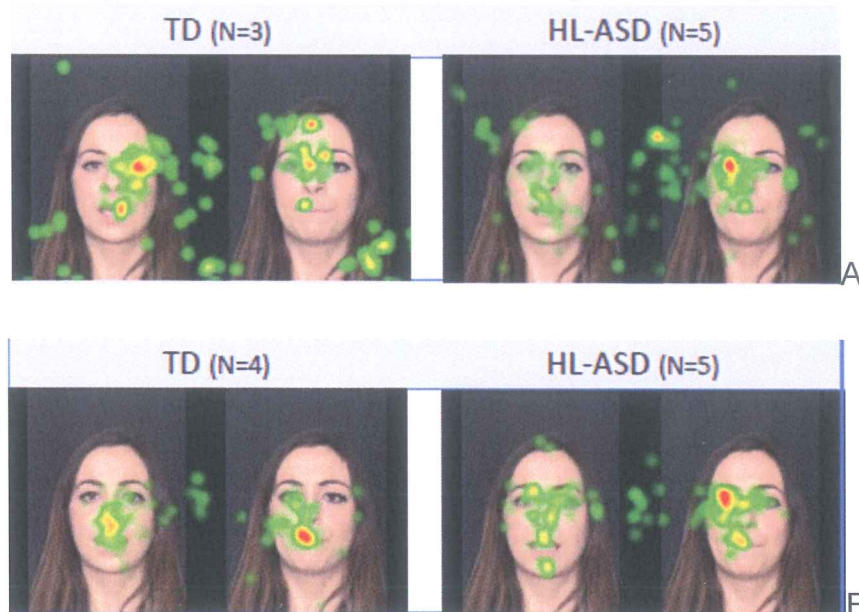 TD (N=3) HL-ASD (N=5)
A
TD (N=4) HL-ASD (N=5)